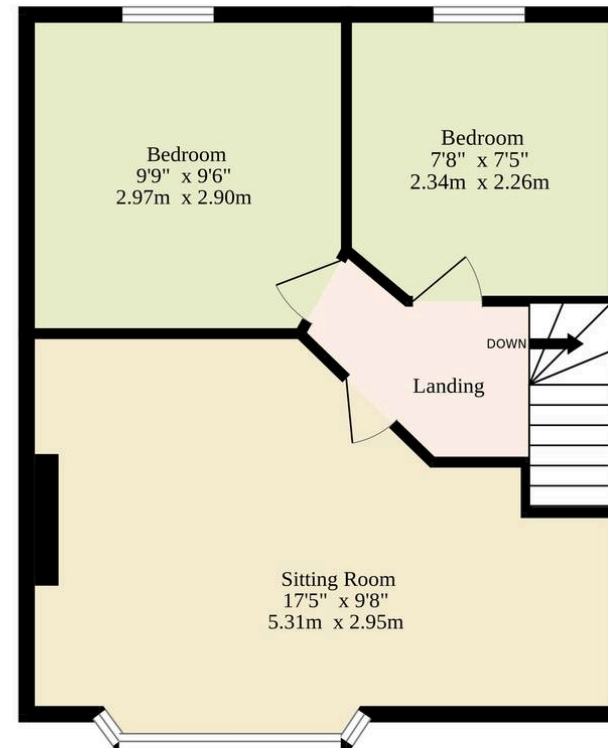 Bedroom
9'9" x 9'6"
2.97m x 2.90m
Bedroom
7'8" x 7'5"
2.34m x 2.26m
DOWN
Landing
Sitting Room
17'5" x 9'8"
5.31m x 2.95m